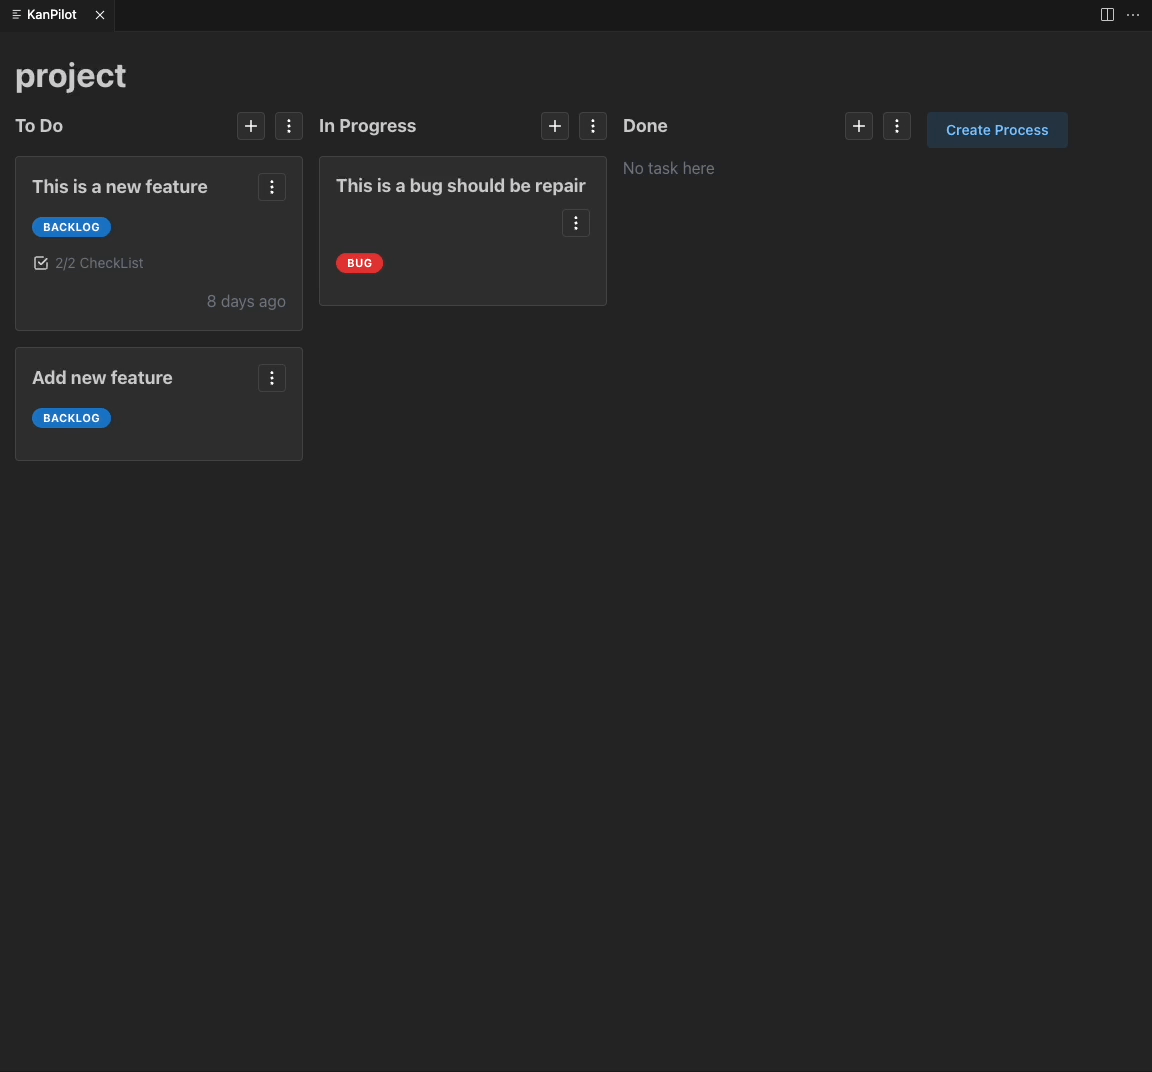 KanPilot
project
To Do
This is a new feature
BACKLOG
2/2 CheckList
8 days ago
Add new feature
BACKLOG
In Progress
This is a bug should be repair
BUG
Done
No task here
Create Process